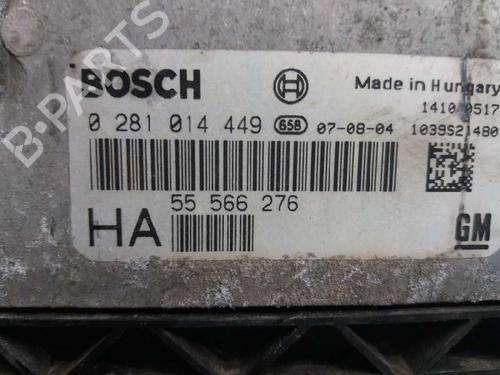 B-PARTS
BOSCH Made in Hungary
1410 0517
0 281 014 449 658 07-08-04 1039S21480
55 566 276
HA GM